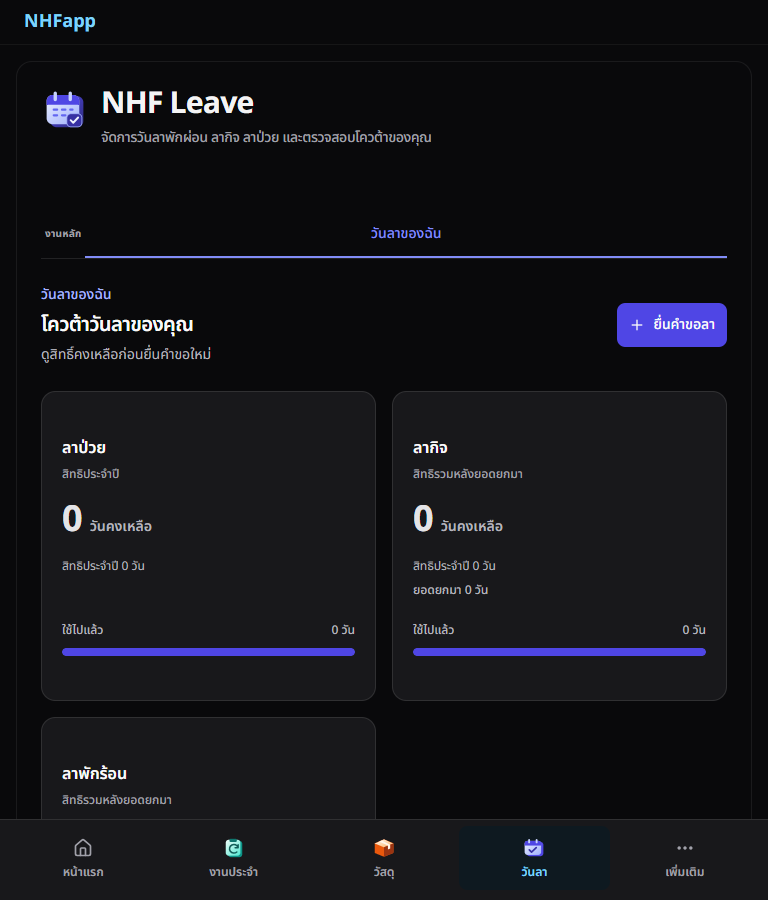 NHFapp
NHF Leave
จัดการวันลาพักผ่อน ลากิจ ลาป่วย และตรวจสอบโควต้าของคุณ
งานหลัก
วันลาของฉัน
วันลาของฉัน
โควต้าวันลาของคุณ
ดูสิทธิ์คงเหลือก่อนยื่นคำขอใหม่
ยื่นคำขอลา
ลาป่วย
สิทธิประจำปี
0 วันคงเหลือ
สิทธิประจำปี 0 วัน
ใช้ไปแล้ว 0 วัน
ลากิจ
สิทธิรวมหลังยอดยกมา
0 วันคงเหลือ
สิทธิประจำปี 0 วัน
ยอดยกมา 0 วัน
ใช้ไปแล้ว 0 วัน
ลาพักร้อน
สิทธิรวมหลังยอดยกมา
หน้าแรก
งานประจำ
วัสดุ
วันลา
เพิ่มเติม